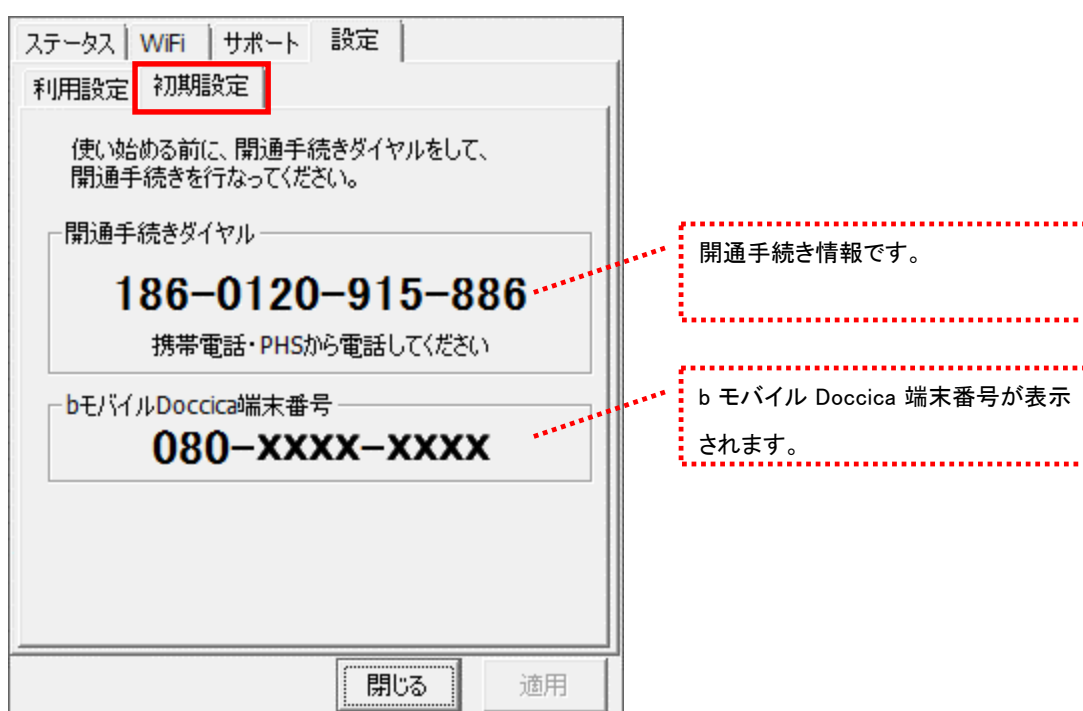 ステータス WiFi サポート 設定
利用設定 初期設定
使い始める前に、開通手続きダイヤルをして、
開通手続きを行なってください。
開通手続きダイヤル
186-0120-915-886
携帯電話・PHSから電話してください
bモバイルDoccica端末番号
080-xxxx-xxxx
閉じる 適用
開通手続き情報です。
b モバイル Doccica 端末番号が表示
されます。